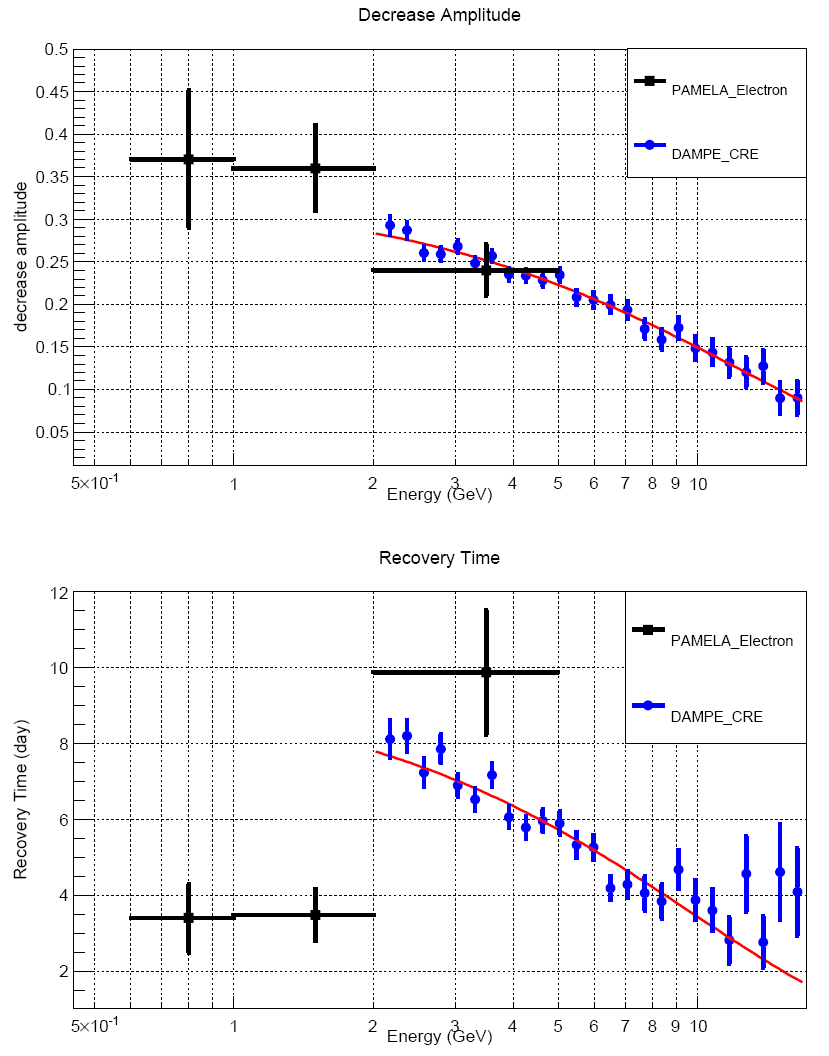 Decrease Amplitude
decrease amplitude
0.5
0.45
0.4
0.35
0.3
0.25
0.2
0.15
0.1
0.05
PAMELA_Electron
DAMPE_CRE
5×10⁻¹ 1 2 3 4 5 6 7 8 9 10
Energy (GeV)
Recovery Time
Recovery Time (day)
12
10
8
6
4
2
PAMELA_Electron
DAMPE_CRE
5×10⁻¹ 1 2 3 4 5 6 7 8 9 10
Energy (GeV)